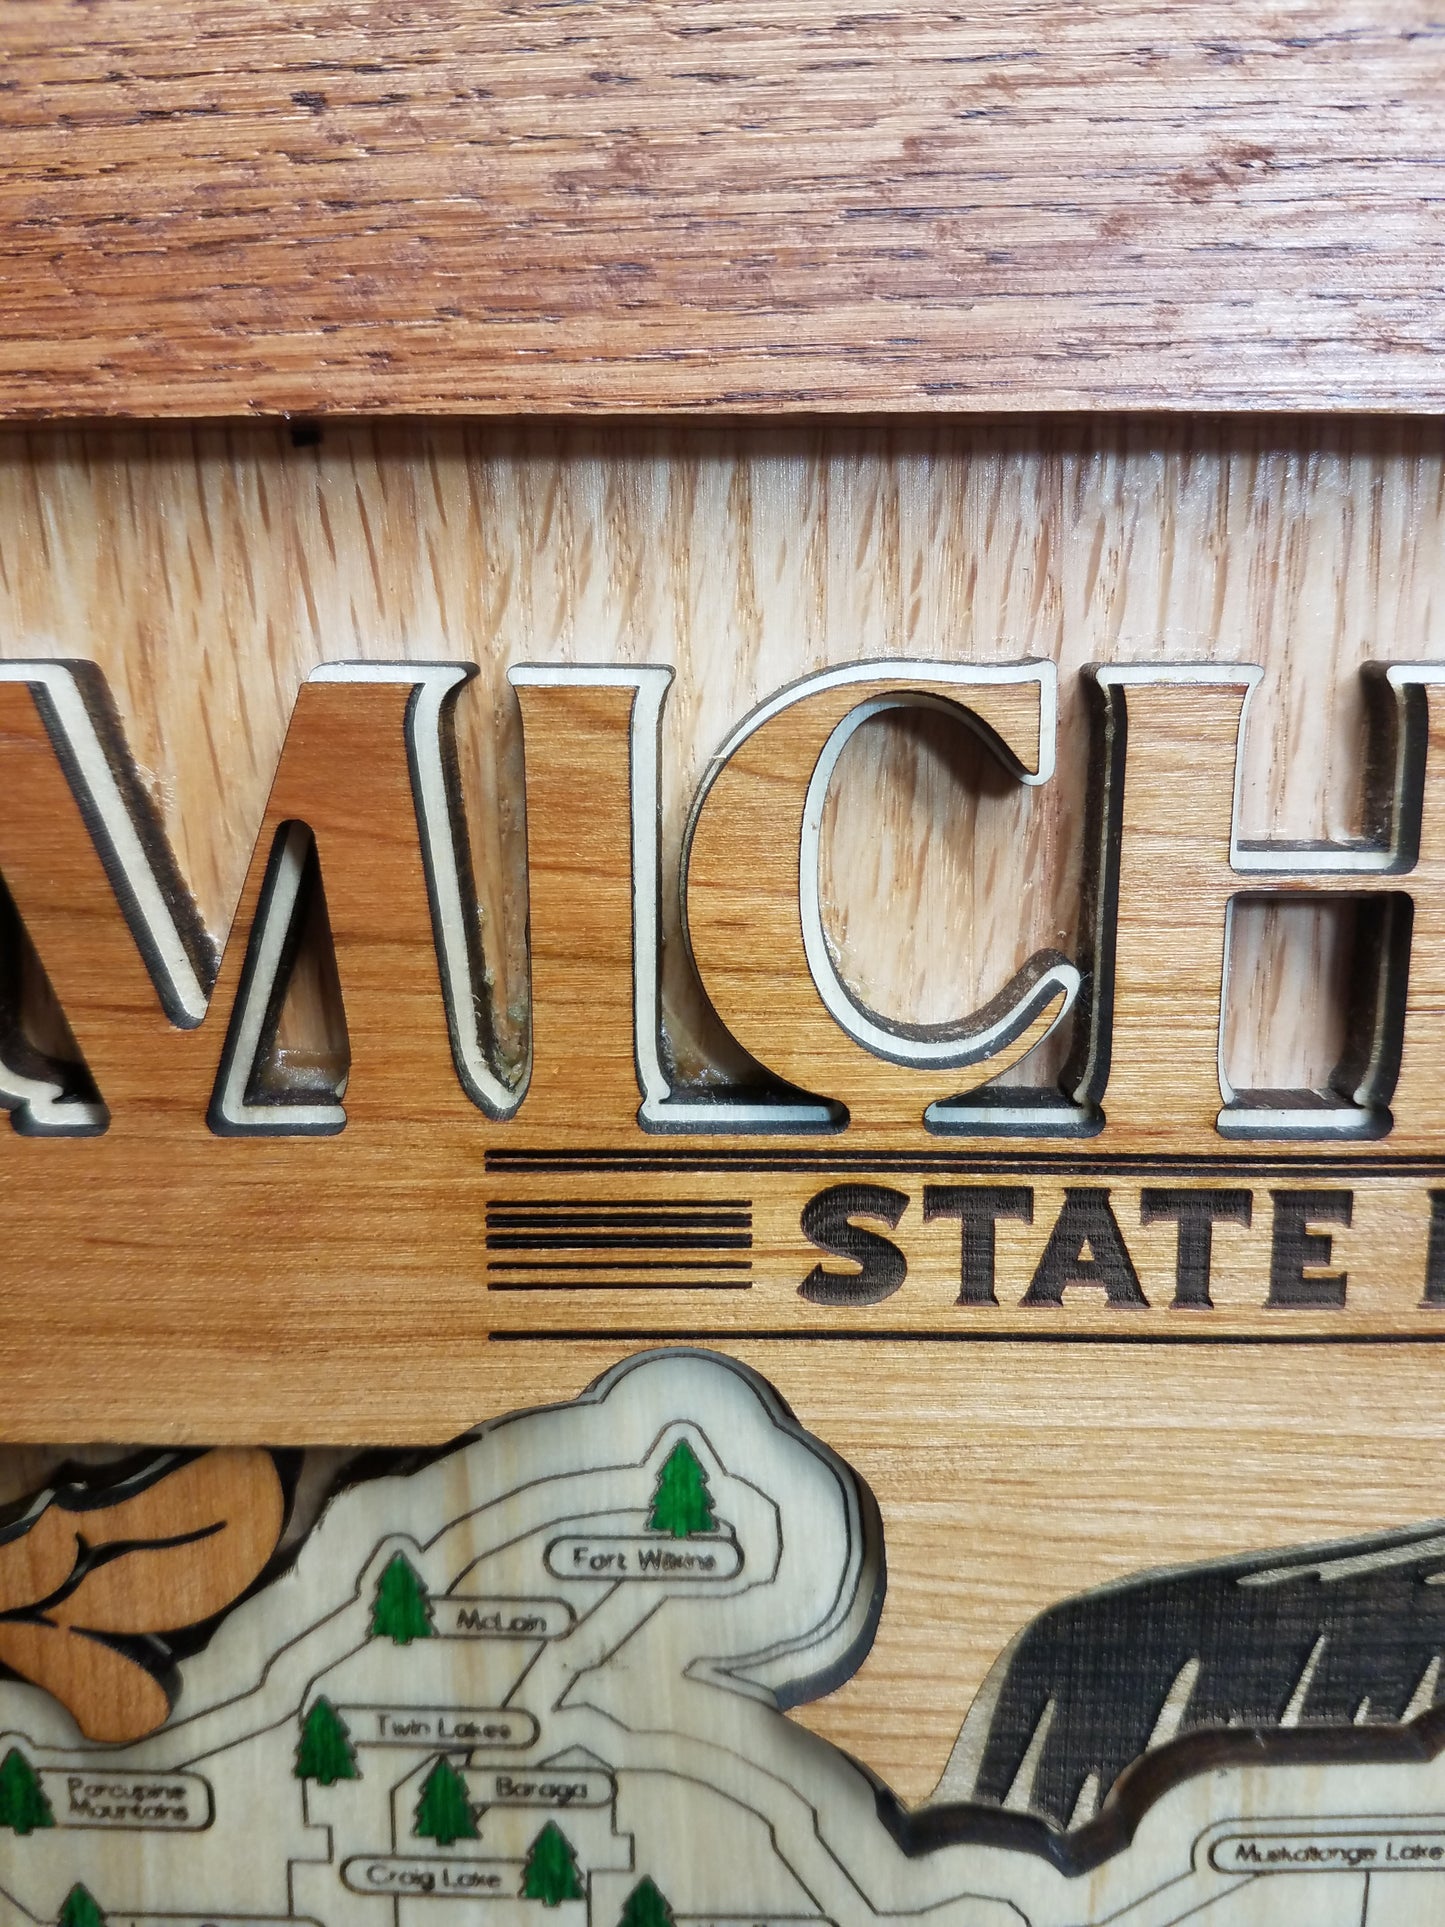 MICH
STATE
Fort Wilkins
McLain
Twin Lakes
Baraga
Porcupine
Mountains
Craig Lake
Muskallonge Lake